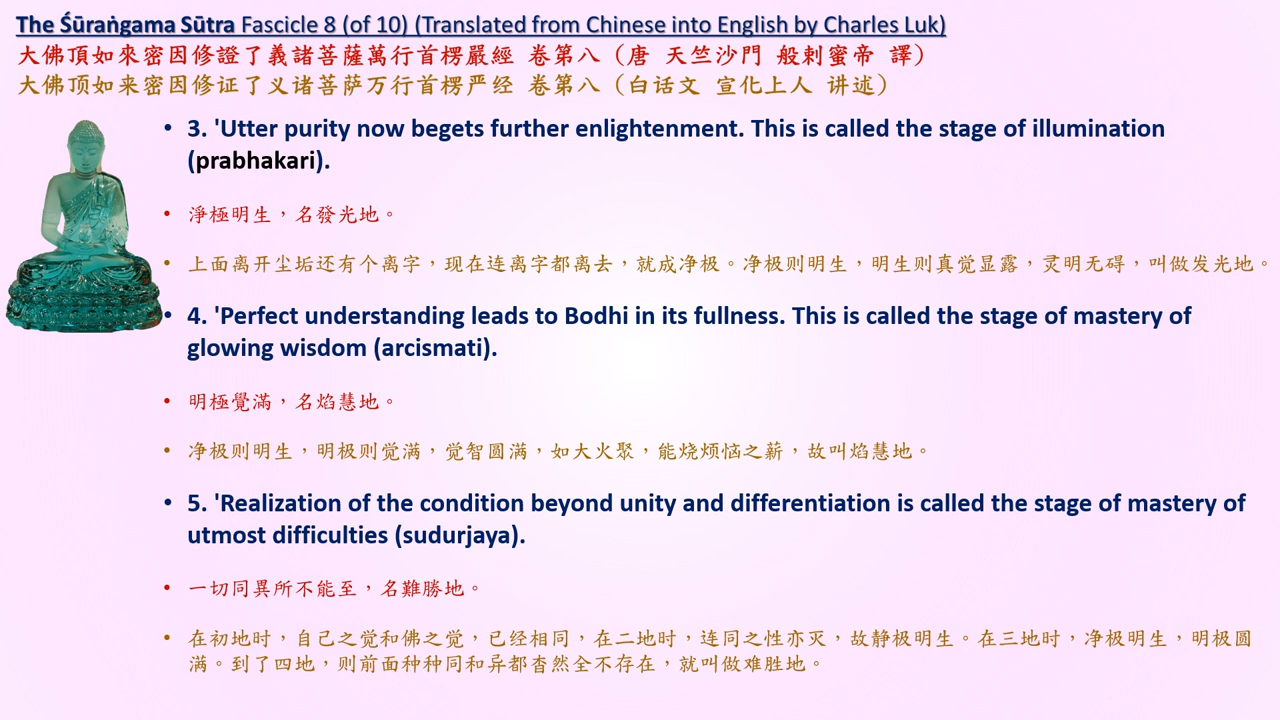 The Śūraṅgama Sūtra Fascicle 8 (of 10) (Translated from Chinese into English by Charles Luk)
大佛頂如來密因修證了義諸菩薩萬行首楞嚴經 卷第八（唐 天竺沙門 般剌蜜帝 譯）
大佛顶如来密因修证了义诸菩萨万行首楞严经 卷第八（白话文 宣化上人 讲述）
• 3. 'Utter purity now begets further enlightenment. This is called the stage of illumination
(prabhakari).
• 淨極明生，名發光地。
• 上面离开尘垢还有个离字，现在连离字都离去，就成净极。净极则明生，明生则真觉显露，灵明无碍，叫做发光地。
• 4. 'Perfect understanding leads to Bodhi in its fullness. This is called the stage of mastery of
glowing wisdom (arcismati).
• 明極覺滿，名焰慧地。
• 净极则明生，明极则觉满，觉智圆满，如大火聚，能烧烦恼之薪，故叫焰慧地。
• 5. 'Realization of the condition beyond unity and differentiation is called the stage of mastery of
utmost difficulties (sudurjaya).
• 一切同異所不能至，名難勝地。
• 在初地时，自己之觉和佛之觉，已经相同，在二地时，连同之性亦灭，故静极明生。在三地时，净极明生，明极圆
满。到了四地，则前面种种同和异都杳然全不存在，就叫做难胜地。